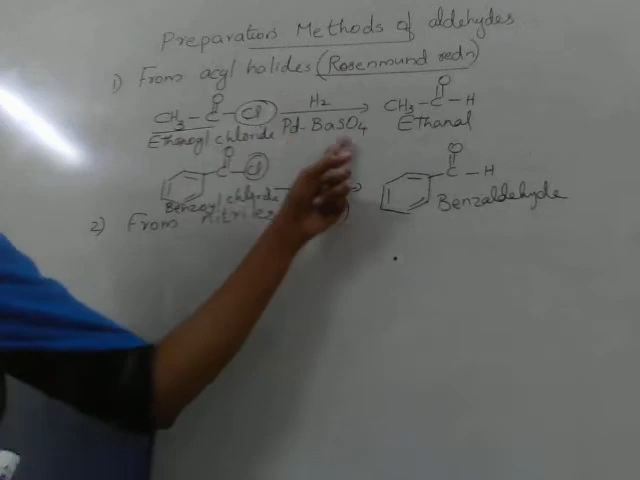 Preparation Methods of aldehydes
1) From acyl halides (Rosenmund redn)
CH3 - C - Cl H2 CH3 - C - H
O O
Ethanoyl chloride Pd-BaSO4 Ethanal
O O
C Cl C - H
Benzoyl chloride Benzaldehyde
2) From nitriles